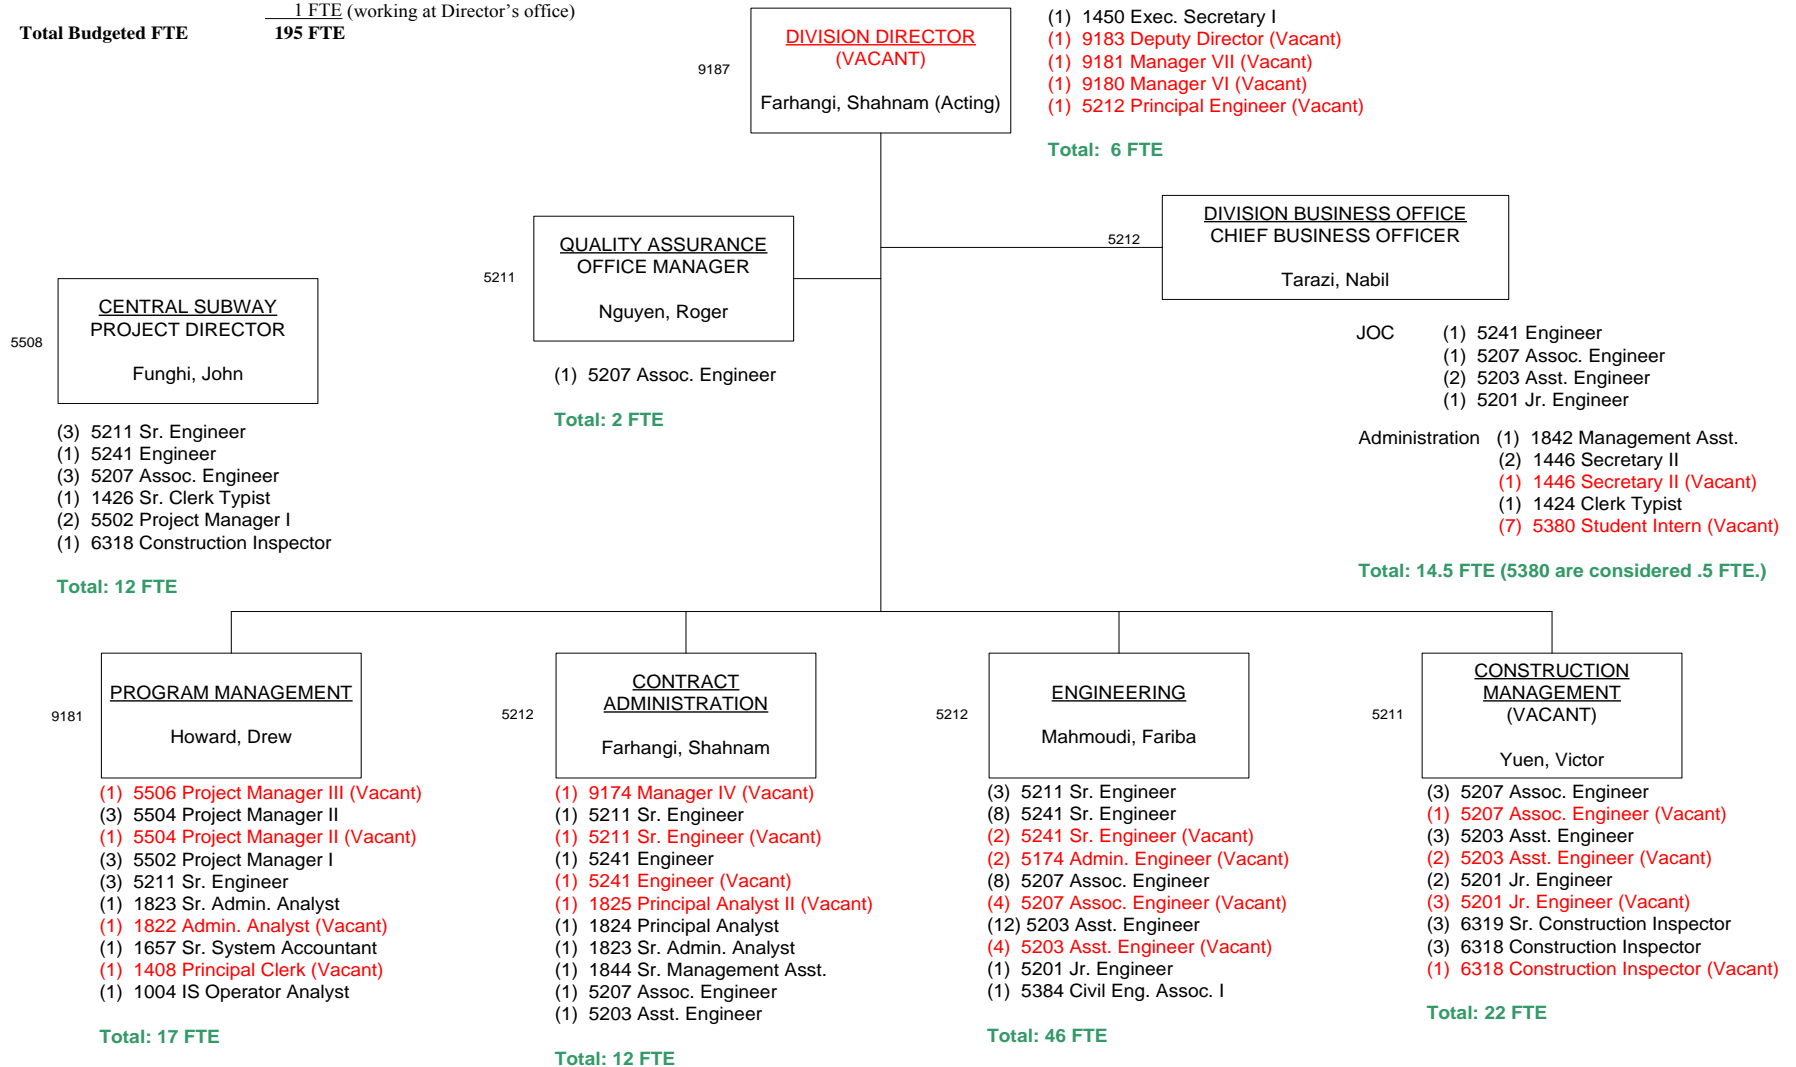 1 FTE (working at Director's office)
Total Budgeted FTE 195 FTE
9187
DIVISION DIRECTOR
(VACANT)
Farhangi, Shahnam (Acting)
(1) 1450 Exec. Secretary I
(1) 9183 Deputy Director (Vacant)
(1) 9181 Manager VII (Vacant)
(1) 9180 Manager VI (Vacant)
(1) 5212 Principal Engineer (Vacant)
Total: 6 FTE
5211
QUALITY ASSURANCE
OFFICE MANAGER
Nguyen, Roger
(1) 5207 Assoc. Engineer
Total: 2 FTE
5212
DIVISION BUSINESS OFFICE
CHIEF BUSINESS OFFICER
Tarazi, Nabil
JOC (1) 5241 Engineer
(1) 5207 Assoc. Engineer
(2) 5203 Asst. Engineer
(1) 5201 Jr. Engineer
Administration (1) 1842 Management Asst.
(2) 1446 Secretary II
(1) 1446 Secretary II (Vacant)
(1) 1424 Clerk Typist
(7) 5380 Student Intern (Vacant)
Total: 14.5 FTE (5380 are considered .5 FTE.)
5508
CENTRAL SUBWAY
PROJECT DIRECTOR
Funghi, John
(3) 5211 Sr. Engineer
(1) 5241 Engineer
(3) 5207 Assoc. Engineer
(1) 1426 Sr. Clerk Typist
(2) 5502 Project Manager I
(1) 6318 Construction Inspector
Total: 12 FTE
9181
PROGRAM MANAGEMENT
Howard, Drew
(1) 5506 Project Manager III (Vacant)
(3) 5504 Project Manager II
(1) 5504 Project Manager II (Vacant)
(3) 5502 Project Manager I
(3) 5211 Sr. Engineer
(1) 1823 Sr. Admin. Analyst
(1) 1822 Admin. Analyst (Vacant)
(1) 1657 Sr. System Accountant
(1) 1408 Principal Clerk (Vacant)
(1) 1004 IS Operator Analyst
Total: 17 FTE
5212
CONTRACT
ADMINISTRATION
Farhangi, Shahnam
(1) 9174 Manager IV (Vacant)
(1) 5211 Sr. Engineer
(1) 5211 Sr. Engineer (Vacant)
(1) 5241 Engineer
(1) 5241 Engineer (Vacant)
(1) 1825 Principal Analyst II (Vacant)
(1) 1824 Principal Analyst
(1) 1823 Sr. Admin. Analyst
(1) 1844 Sr. Management Asst.
(1) 5207 Assoc. Engineer
(1) 5203 Asst. Engineer
Total: 12 FTE
5212
ENGINEERING
Mahmoudi, Fariba
(3) 5211 Sr. Engineer
(8) 5241 Sr. Engineer
(2) 5241 Sr. Engineer (Vacant)
(2) 5174 Admin. Engineer (Vacant)
(8) 5207 Assoc. Engineer
(4) 5207 Assoc. Engineer (Vacant)
(12) 5203 Asst. Engineer
(4) 5203 Asst. Engineer (Vacant)
(1) 5201 Jr. Engineer
(1) 5384 Civil Eng. Assoc. I
Total: 46 FTE
5211
CONSTRUCTION
MANAGEMENT
(VACANT)
Yuen, Victor
(3) 5207 Assoc. Engineer
(1) 5207 Assoc. Engineer (Vacant)
(3) 5203 Asst. Engineer
(2) 5203 Asst. Engineer (Vacant)
(2) 5201 Jr. Engineer
(3) 5201 Jr. Engineer (Vacant)
(3) 6319 Sr. Construction Inspector
(3) 6318 Construction Inspector
(1) 6318 Construction Inspector (Vacant)
Total: 22 FTE